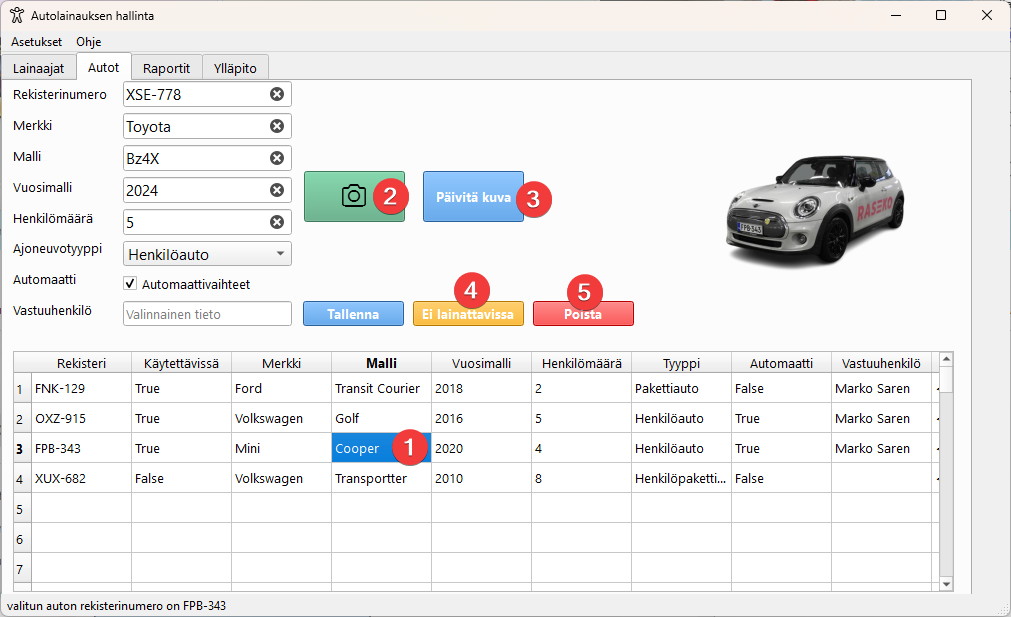 Autolainauksen hallinta
Asetukset Ohje
Lainaajat Autot Raportit Ylläpito
Rekisterinumero XSE-778
Merkki Toyota
Malli Bz4X
Vuosimalli 2024
2
Päivitä kuva 3
Henkilömäärä 5
Ajoneuvotyyppi Henkilöauto
Automaatti Automaattivaihteet
Vastuuhenkilö Valinnainen tieto
RASEKO
FPB-343
4
5
Tallenna Ei lainattavissa Poista
Rekisteri Käytettävissä Merkki Malli Vuosimalli Henkilömäärä Tyyppi Automaatti Vastuuhenkilö
1 FNK-129 True Ford Transit Courier 2018 2 Pakettiauto False Marko Saren
2 OXZ-915 True Volkswagen Golf 2016 5 Henkilöauto True Marko Saren
3 FPB-343 True Mini Cooper 1 2020 4 Henkilöauto True Marko Saren
4 XUX-682 False Volkswagen Transportter 2010 8 Henkilöpaketti... False
5
6
7
valitun auton rekisterinumero on FPB-343